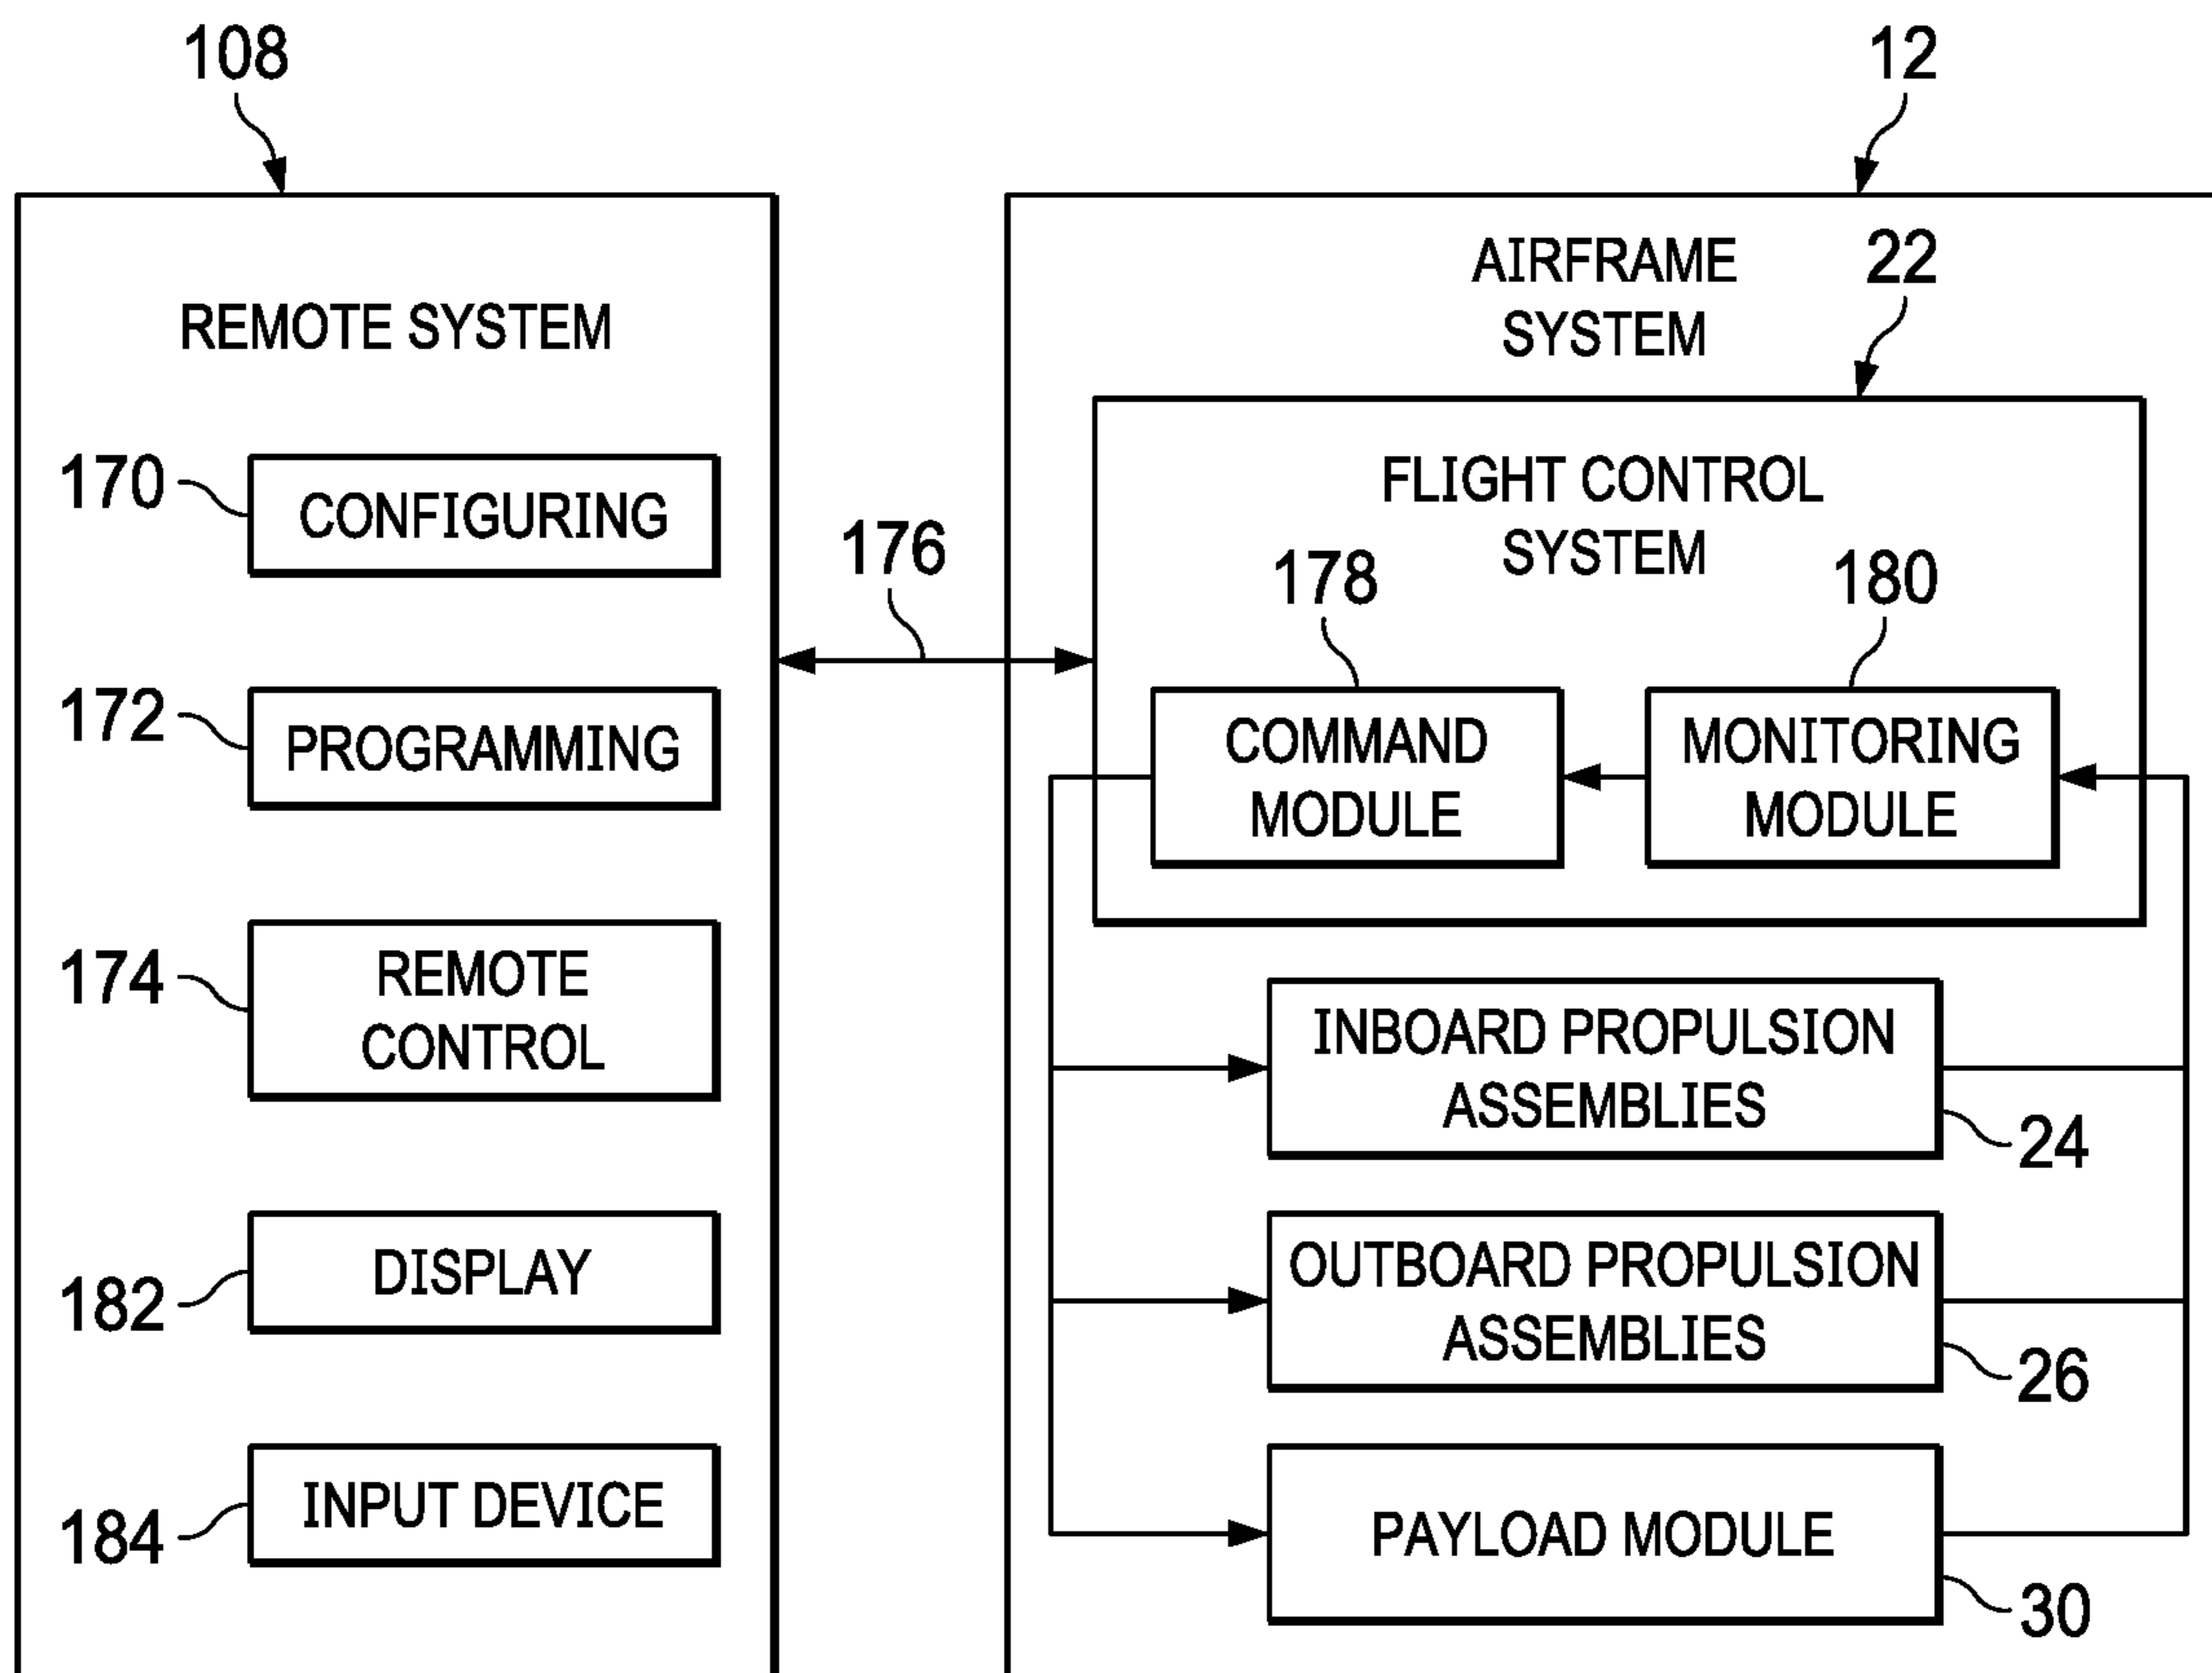 108
REMOTE SYSTEM
170
CONFIGURING
172
PROGRAMMING
174
REMOTE
CONTROL
182
DISPLAY
184
INPUT DEVICE
176
12
AIRFRAME
SYSTEM
22
FLIGHT CONTROL
SYSTEM
178
COMMAND
MODULE
180
MONITORING
MODULE
INBOARD PROPULSION
ASSEMBLIES
24
OUTBOARD PROPULSION
ASSEMBLIES
26
PAYLOAD MODULE
30